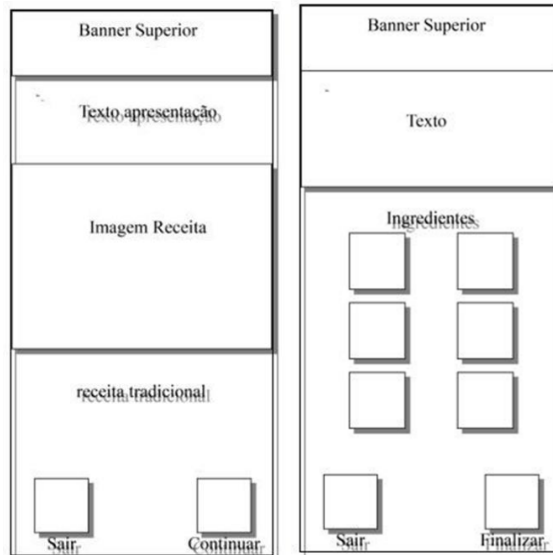 Banner Superior
Texto apresentação
Imagem Receita
receita tradicional
Sair
Continuar
Banner Superior
Texto
Ingredientes
Sair
Finalizar